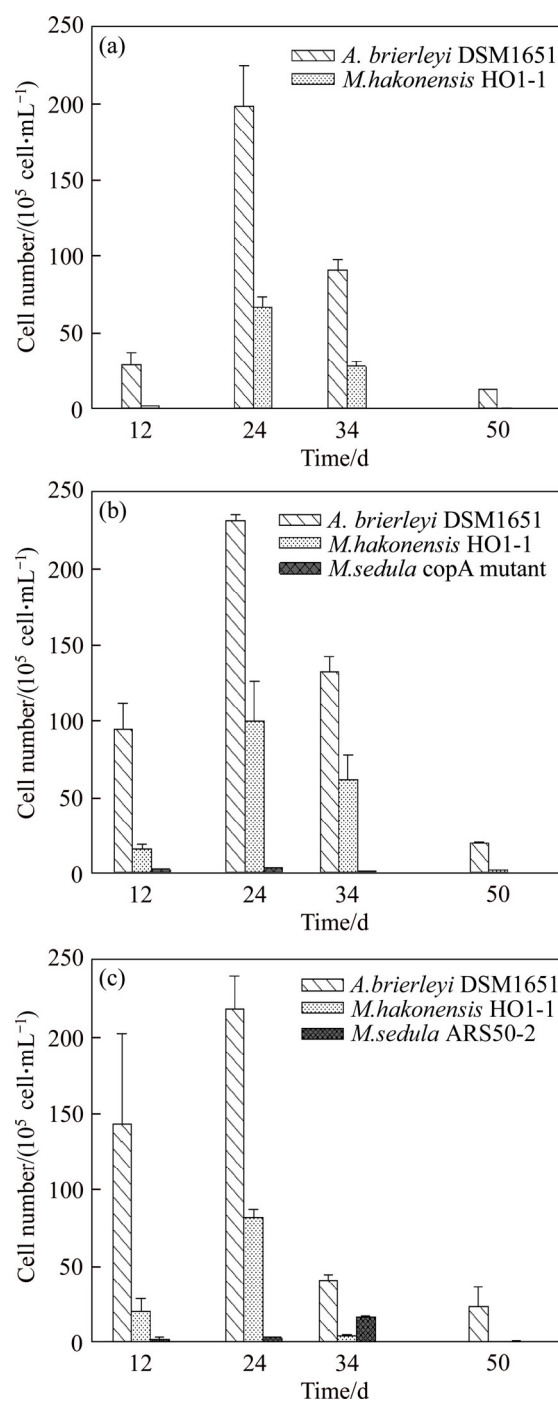 (a)
A. brierleyi DSM1651
M.hakonensis HO1-1
Cell number/(10⁵ cell·mL⁻¹)
250
200
150
100
50
0
12 24 34 50
Time/d
(b)
A. brierleyi DSM1651
M.hakonensis HO1-1
M.sedula copA mutant
Cell number/(10⁵ cell·mL⁻¹)
250
200
150
100
50
0
12 24 34 50
Time/d
(c)
A.brierleyi DSM1651
M.hakonensis HO1-1
M.sedula ARS50-2
Cell number/(10⁵ cell·mL⁻¹)
250
200
150
100
50
0
12 24 34 50
Time/d